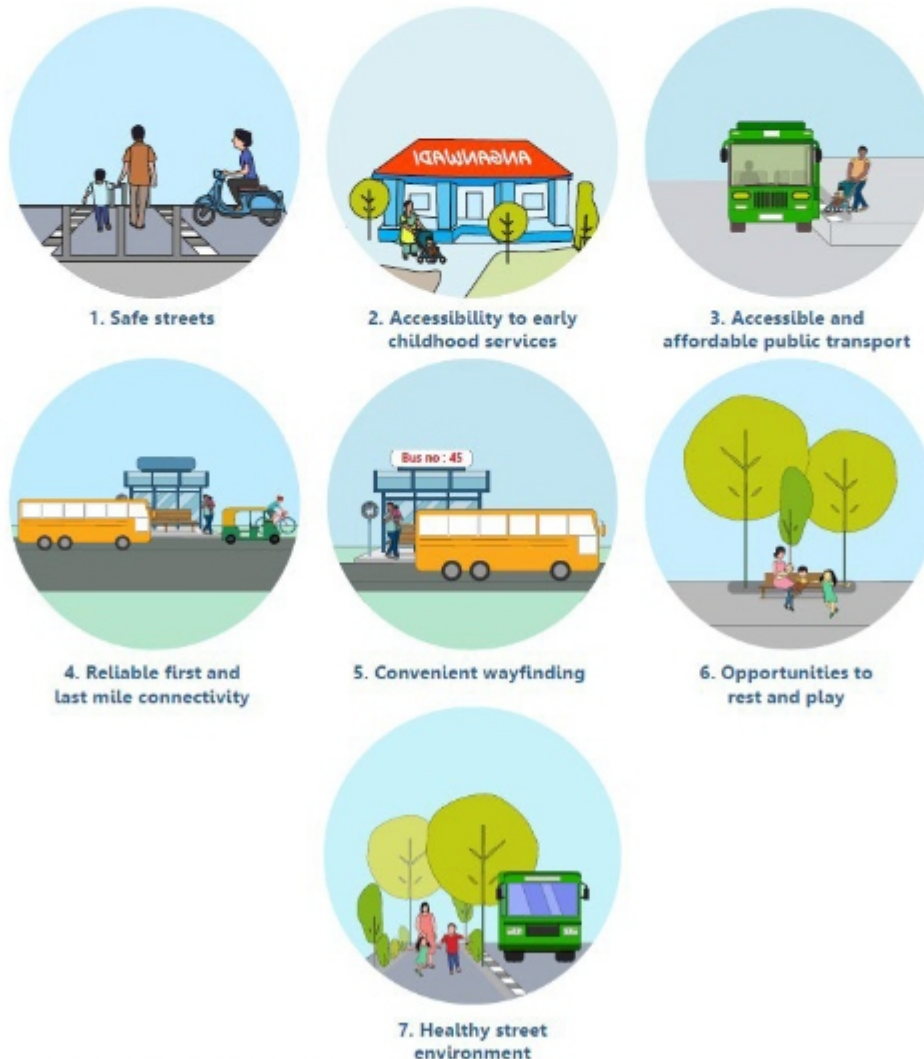 ANGANWADI
1. Safe streets
2. Accessibility to early
childhood services
3. Accessible and
affordable public transport
Bus no : 45
4. Reliable first and
last mile connectivity
5. Convenient wayfinding
6. Opportunities to
rest and play
7. Healthy street
environment